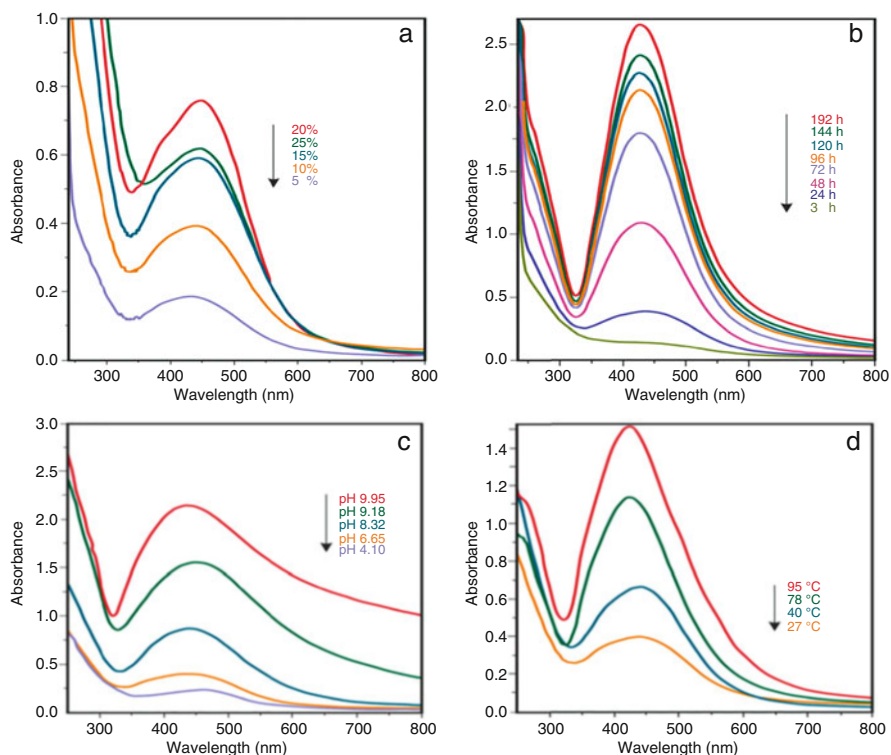 a
1.0
0.8
0.6
0.4
0.2
0.0
Absorbance
20%
25%
15%
10%
5 %
300 400 500 600 700 800
Wavelength (nm)
b
2.5
2.0
1.5
1.0
0.5
0.0
Absorbance
192 h
144 h
120 h
96 h
72 h
48 h
24 h
3 h
300 400 500 600 700 800
Wavelength (nm)
c
3.0
2.5
2.0
1.5
1.0
0.5
0.0
Absorbance
pH 9.95
pH 9.18
pH 8.32
pH 6.65
pH 4.10
300 400 500 600 700 800
Wavelength (nm)
d
1.4
1.2
1.0
0.8
0.6
0.4
0.2
0.0
Absorbance
95 °C
78 °C
40 °C
27 °C
300 400 500 600 700 800
Wavelength (nm)